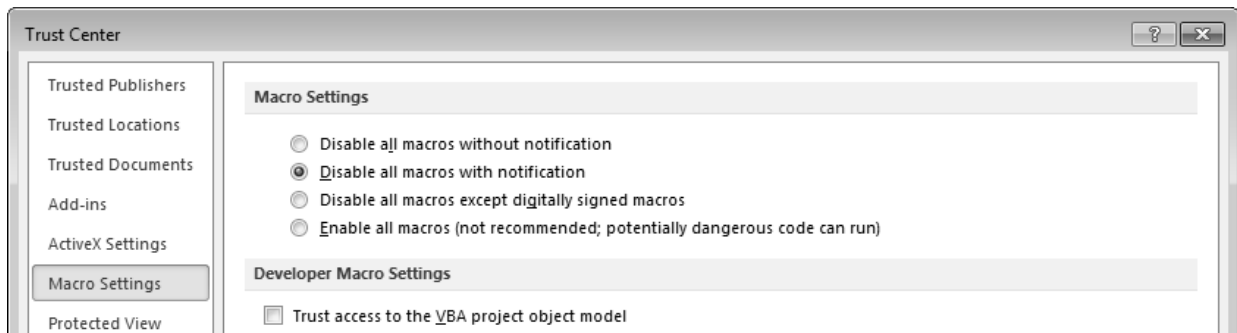 Trust Center
Trusted Publishers
Trusted Locations
Trusted Documents
Add-ins
ActiveX Settings
Macro Settings
Protected View
Macro Settings
Disable all macros without notification
Disable all macros with notification
Disable all macros except digitally signed macros
Enable all macros (not recommended; potentially dangerous code can run)
Developer Macro Settings
Trust access to the VBA project object model